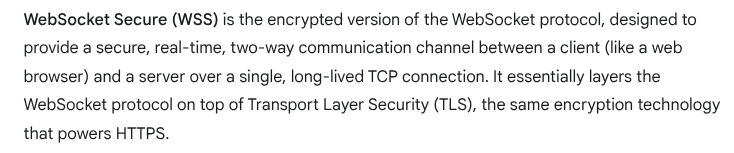 WebSocket Secure (WSS) is the encrypted version of the WebSocket protocol, designed to
provide a secure, real-time, two-way communication channel between a client (like a web
browser) and a server over a single, long-lived TCP connection. It essentially layers the
WebSocket protocol on top of Transport Layer Security (TLS), the same encryption technology
that powers HTTPS.